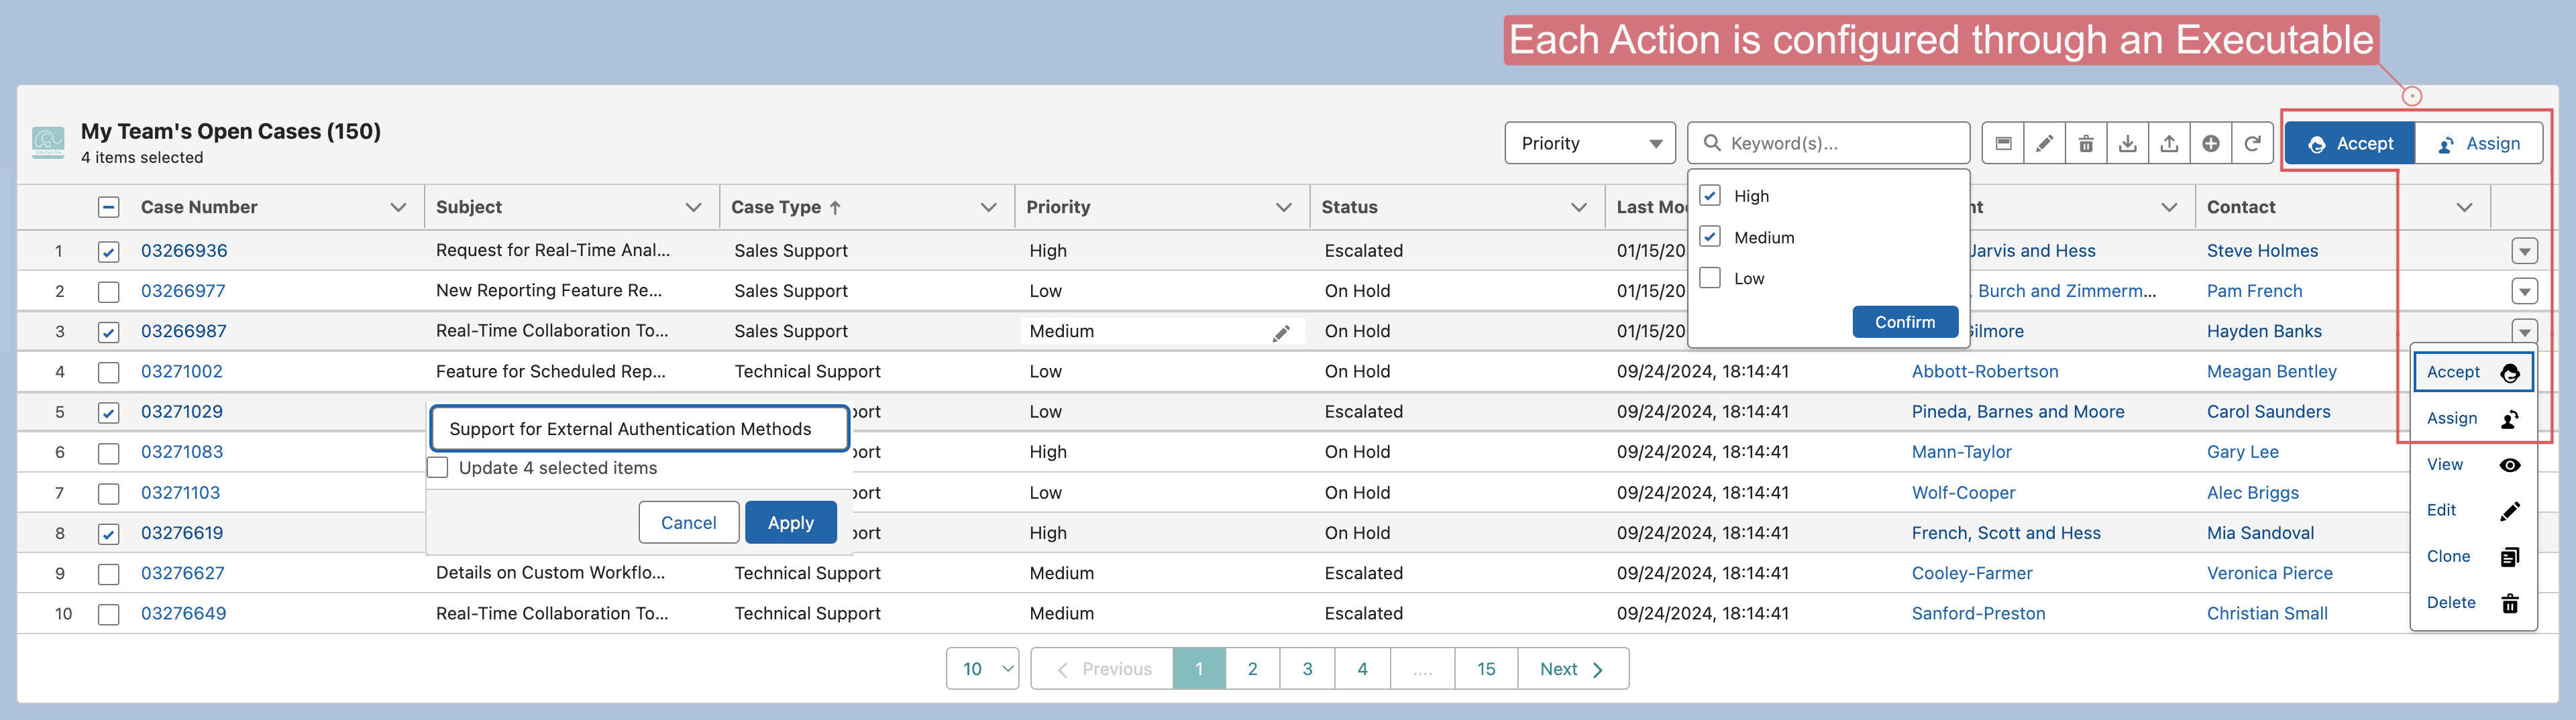 Each Action is configured through an Executable
My Team's Open Cases (150)
4 items selected
Priority
Keyword(s)...
Accept
Assign
High
Medium
Low
Confirm
Case Number Subject Case Type Priority Status Contact
1 03266936 Request for Real-Time Anal... Sales Support High Escalated 01/15/20 Jarvis and Hess Steve Holmes
2 03266977 New Reporting Feature Re... Sales Support Low On Hold 01/15/20 , Burch and Zimmerm... Pam French
3 03266987 Real-Time Collaboration To... Sales Support Medium On Hold 01/15/20 Hayden Banks
4 03271002 Feature for Scheduled Rep... Technical Support Low On Hold 09/24/2024, 18:14:41 Abbott-Robertson Meagan Bentley
5 03271029 Low Escalated 09/24/2024, 18:14:41 Pineda, Barnes and Moore Carol Saunders
6 03271083 High On Hold 09/24/2024, 18:14:41 Mann-Taylor Gary Lee
7 03271103 Low On Hold 09/24/2024, 18:14:41 Wolf-Cooper Alec Briggs
8 03276619 High On Hold 09/24/2024, 18:14:41 French, Scott and Hess Mia Sandoval
9 03276627 Details on Custom Workflo... Technical Support Medium Escalated 09/24/2024, 18:14:41 Cooley-Farmer Veronica Pierce
10 03276649 Real-Time Collaboration To... Technical Support Medium Escalated 09/24/2024, 18:14:41 Sanford-Preston Christian Small
Support for External Authentication Methods
Update 4 selected items
Cancel Apply
Accept
Assign
View
Edit
Clone
Delete
10 Previous 1 2 3 4 .... 15 Next